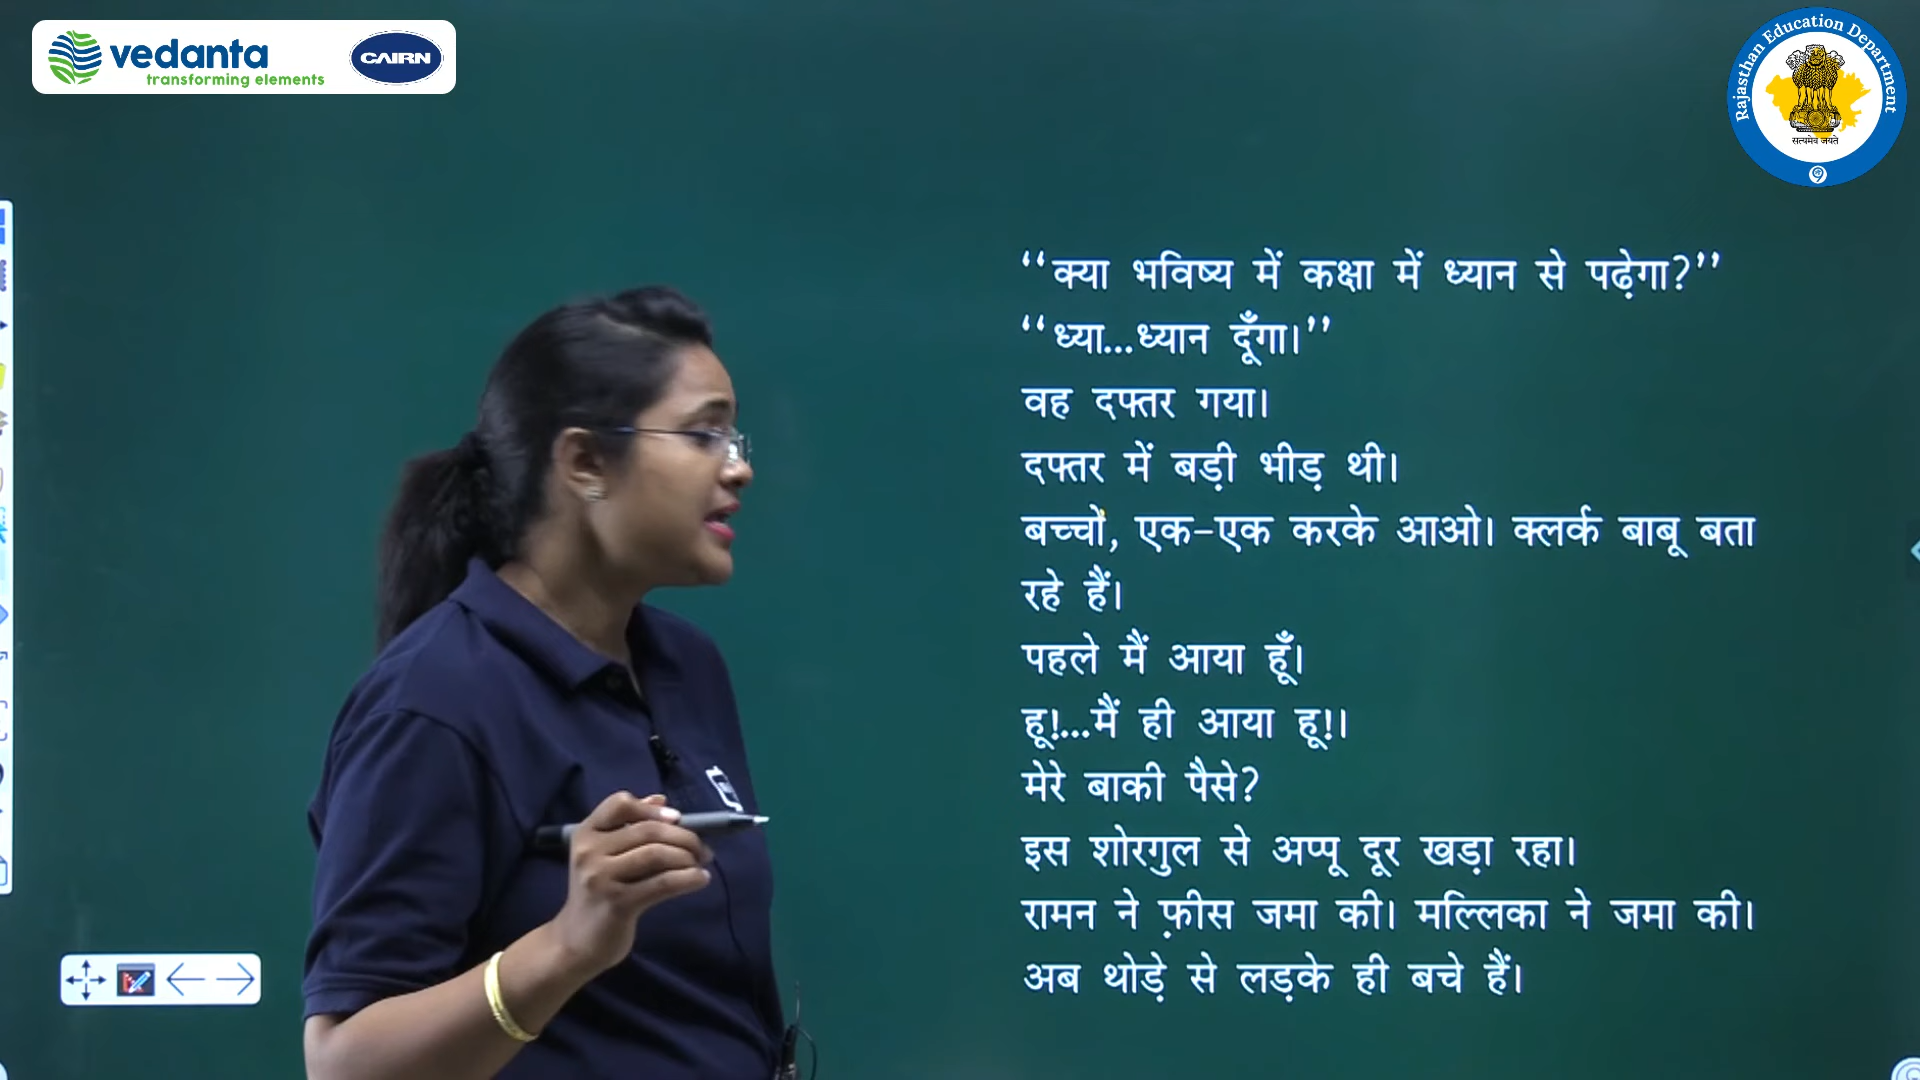 vedanta
transforming elements
CAIRN
Rajasthan Education Department
सत्यमेव जयते
‘‘क्या भविष्य में कक्षा में ध्यान से पढ़ेगा?’’
‘‘ध्या...ध्यान दूँगा।’’
वह दफ्तर गया।
दफ्तर में बड़ी भीड़ थी।
बच्चों, एक-एक करके आओ। क्लर्क बाबू बता
रहे हैं।
पहले मैं आया हूँ।
हू!...मैं ही आया हू!।
मेरे बाकी पैसे?
इस शोरगुल से अप्पू दूर खड़ा रहा।
रामन ने फ़ीस जमा की। मल्लिका ने जमा की।
अब थोड़े से लड़के ही बचे हैं।